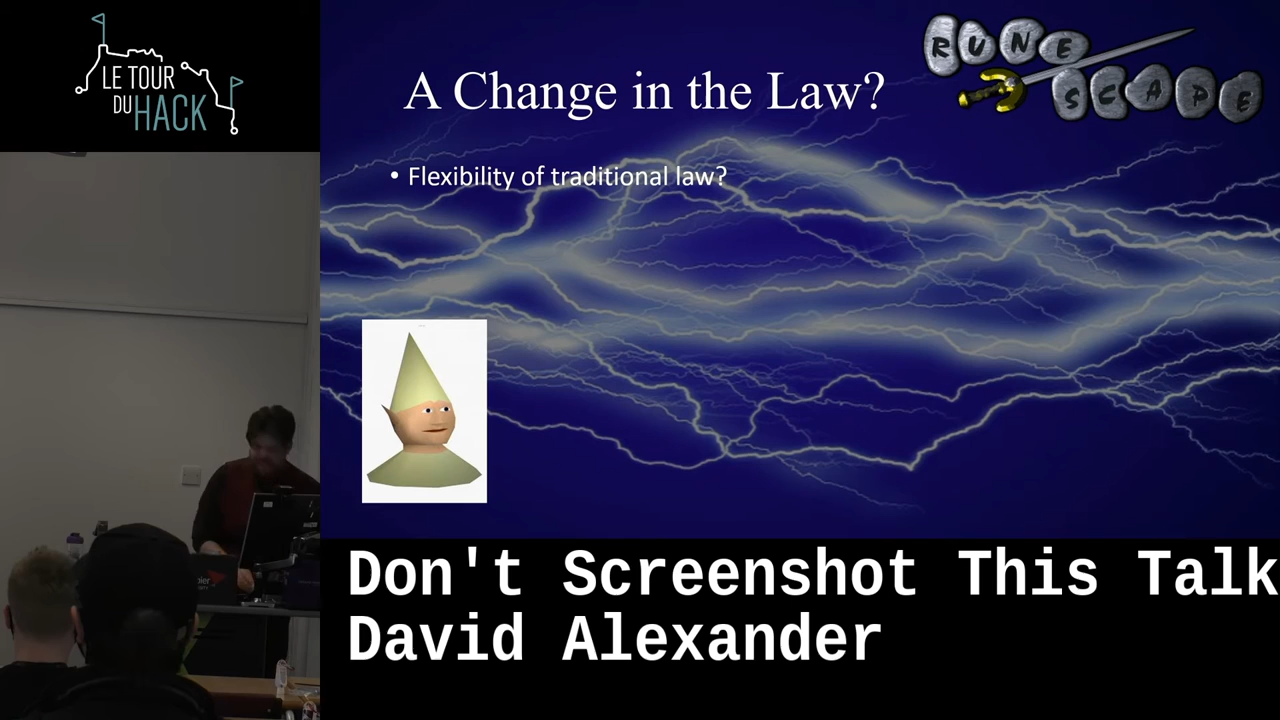 LE TOUR
DU HACK
RUNE
SCAPE
A Change in the Law?
• Flexibility of traditional law?
Don't Screenshot This Talk
David Alexander